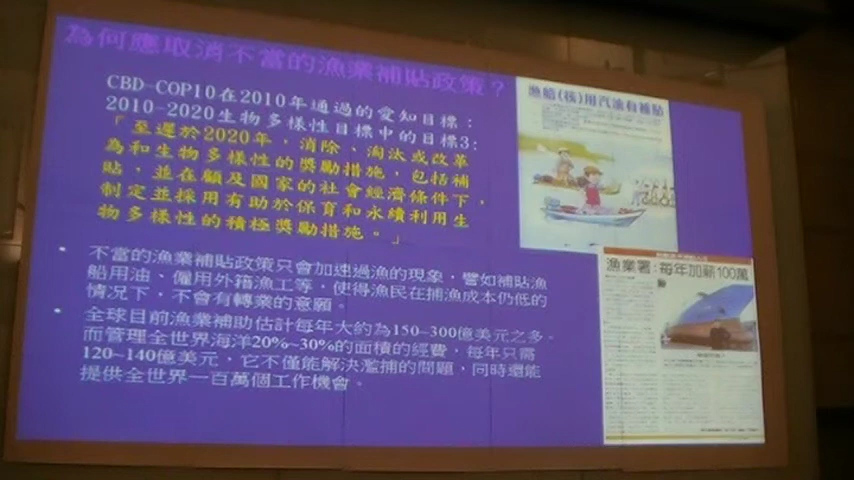 為何應取消不當的漁業補貼政策？
CBD-COP10在2010年通過的愛知目標：
2010-2020生物多樣性目標中的目標3:
「至遲於2020年，消除、淘汰或改革
為和生物多樣性的獎勵措施，包括補
貼，並在顧及國家的社會經濟條件下，
制定並採用有助於保育和永續利用生
物多樣性的積極獎勵措施。」
• 不當的漁業補貼政策只會加速過漁的現象，譬如補貼漁
船用油、僱用外籍漁工等，使得漁民在捕漁成本仍低的
情況下，不會有轉業的意願。
• 全球目前漁業補助估計每年大約為150~300億美元之多。
而管理全世界海洋20%~30%的面積的經費，每年只需
120~140億美元，它不僅能解決濫捕的問題，同時還能
提供全世界一百萬個工作機會。
漁船(筏)用汽油有補貼
漁業署：每年加薪100萬